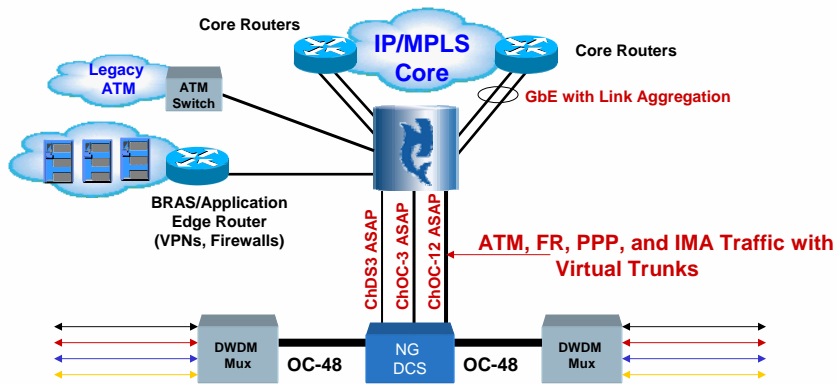 Core Routers
IP/MPLS
Core
Core Routers
Legacy
ATM
ATM
Switch
GbE with Link Aggregation
BRAS/Application
Edge Router
(VPNs, Firewalls)
ChDS3 ASAP
ChOC-3 ASAP
ChOC-12 ASAP
ATM, FR, PPP, and IMA Traffic with
Virtual Trunks
DWDM
Mux
OC-48
NG
DCS
OC-48
DWDM
Mux